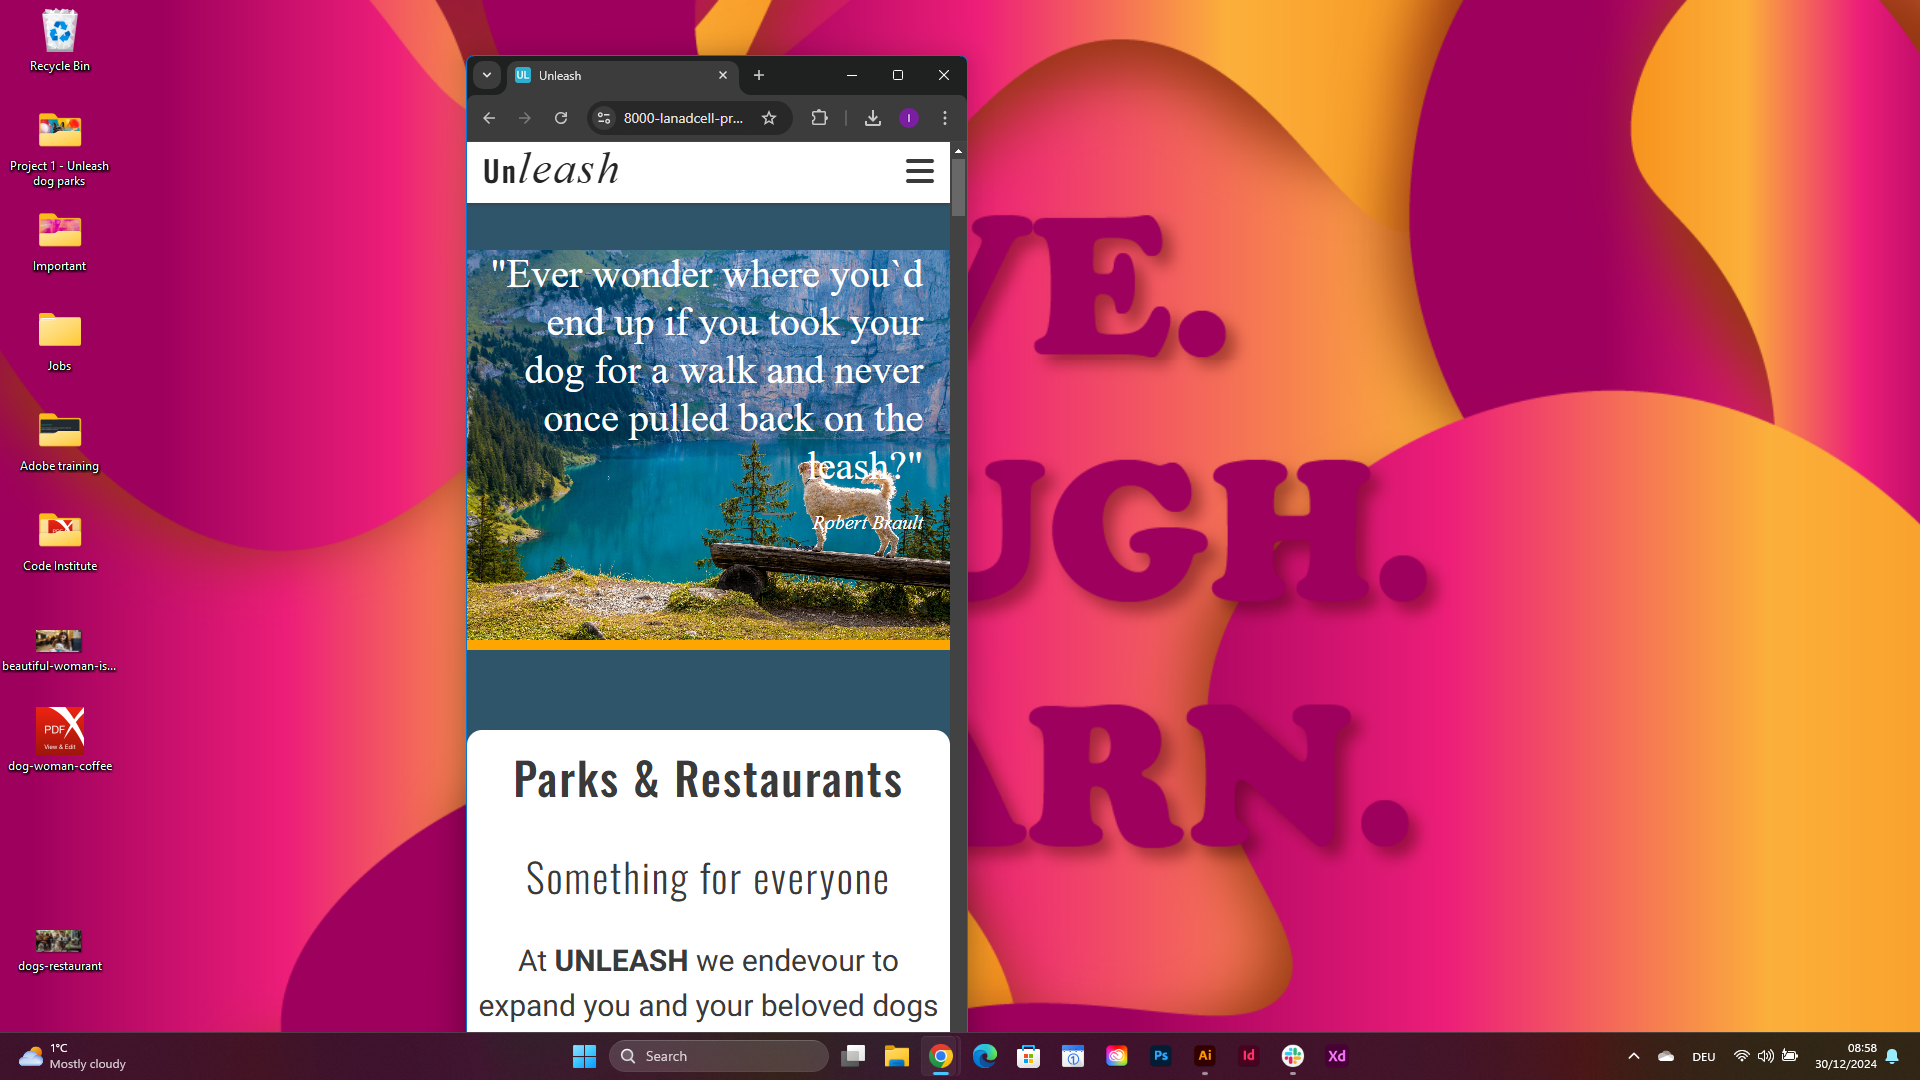 Recycle Bin
Project 1 - Unleash
dog parks
Important
Jobs
Adobe training
Code Institute
beautiful-woman-is...
PDF
View & Edit
dog-woman-coffee
dogs-restaurant
UL Unleash
8000-lanadcell-pr...
I
Unleash
"Ever wonder where you`d
end up if you took your
dog for a walk and never
once pulled back on the
leash?"
Robert Brault
Parks & Restaurants
Something for everyone
At UNLEASH we endevour to
expand you and your beloved dogs
VE.
UGH.
ARN.
1°C
Mostly cloudy
Search
Ps
Ai
Id
Xd
DEU
08:58
30/12/2024